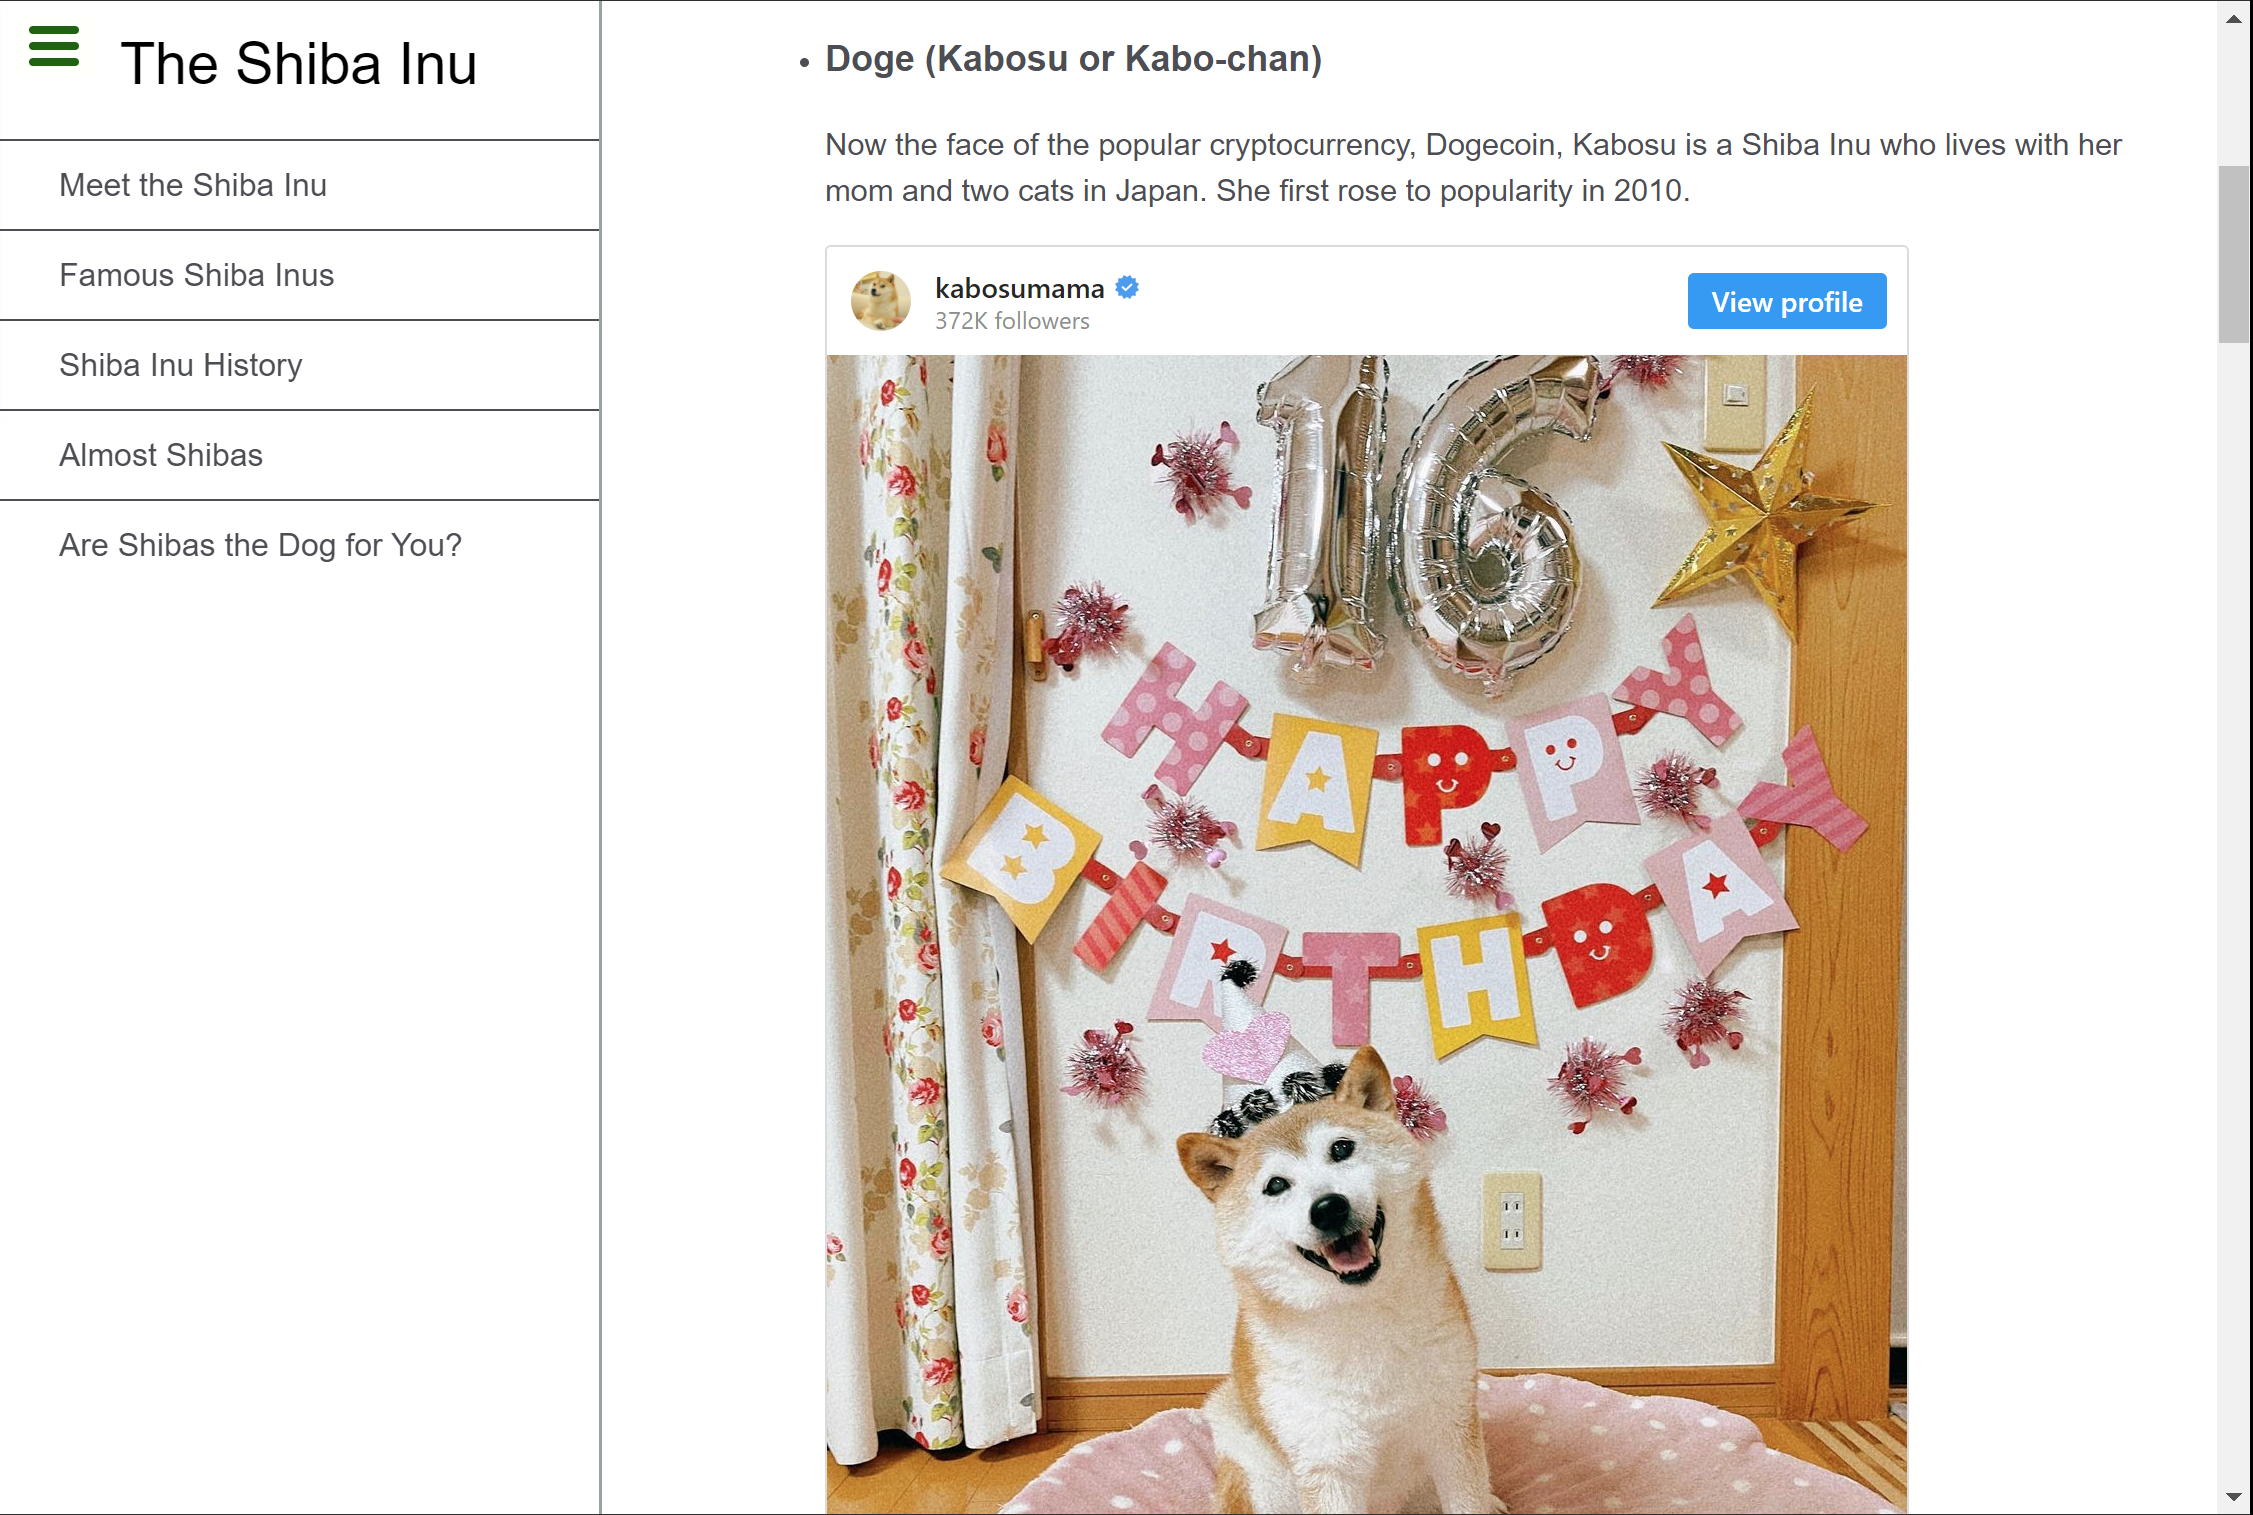 The Shiba Inu
Meet the Shiba Inu
Famous Shiba Inus
Shiba Inu History
Almost Shibas
Are Shibas the Dog for You?
Doge (Kabosu or Kabo-chan)
Now the face of the popular cryptocurrency, Dogecoin, Kabosu is a Shiba Inu who lives with her
mom and two cats in Japan. She first rose to popularity in 2010.
kabosumama
372K followers
View profile
16
HAPPY
BIRTHDAY